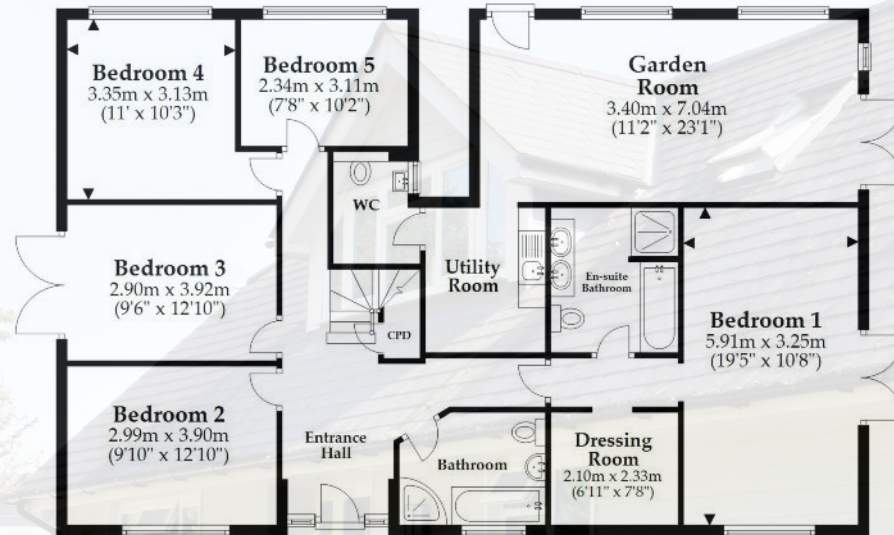 Bedroom 4
3.35m x 3.13m
(11' x 10'3")
Bedroom 5
2.34m x 3.11m
(7'8" x 10'2")
Garden
Room
3.40m x 7.04m
(11'2" x 23'1")
WC
Bedroom 3
2.90m x 3.92m
(9'6" x 12'10")
Utility
Room
En-suite
Bathroom
Bedroom 1
5.91m x 3.25m
(19'5" x 10'8")
CPD
Bedroom 2
2.99m x 3.90m
(9'10" x 12'10")
Entrance
Hall
Bathroom
Dressing
Room
2.10m x 2.33m
(6'11" x 7'8")